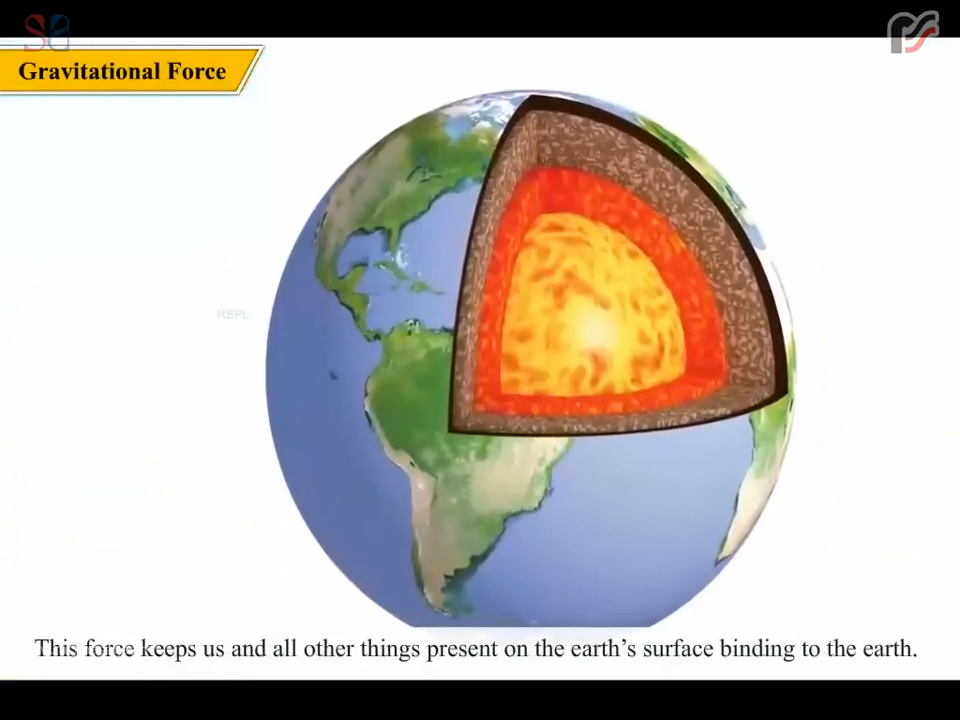 Gravitational Force
RSPL
This force keeps us and all other things present on the earth’s surface binding to the earth.